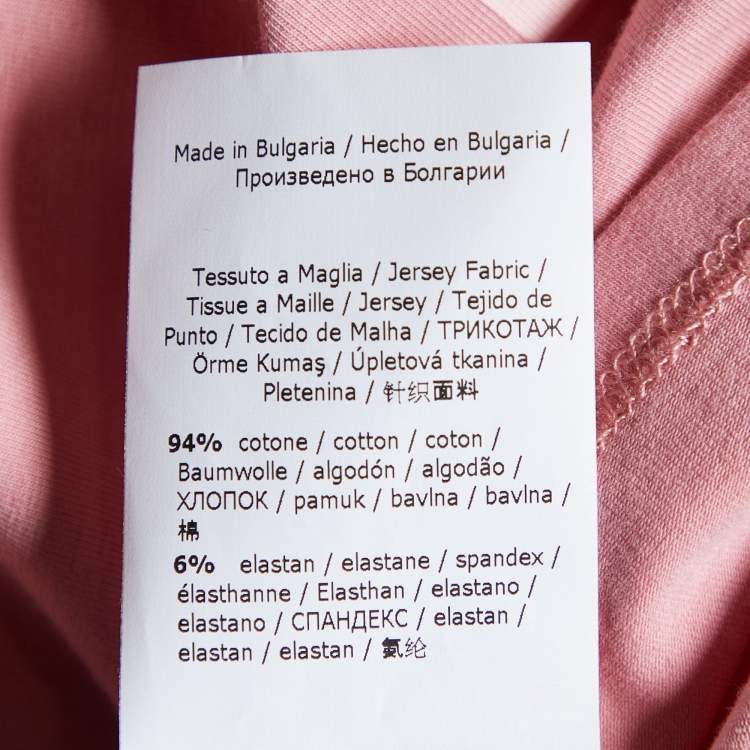 Made in Bulgaria / Hecho en Bulgaria /
Произведено в Болгарии
Tessuto a Maglia / Jersey Fabric /
Tissue a Maille / Jersey / Tejido de
Punto / Tecido de Malha / ТРИКОТАЖ /
Örme Kumaş / Úpletová tkanina /
Pletenina / 针织面料
94% cotone / cotton / coton /
Baumwolle / algodón / algodão /
ХЛОПОК / pamuk / bavlna / bavlna /
棉
6% elastan / elastane / spandex /
élasthanne / Elasthan / elastano /
elastano / СПАНДЕКС / elastan /
elastan / elastan / 氨纶